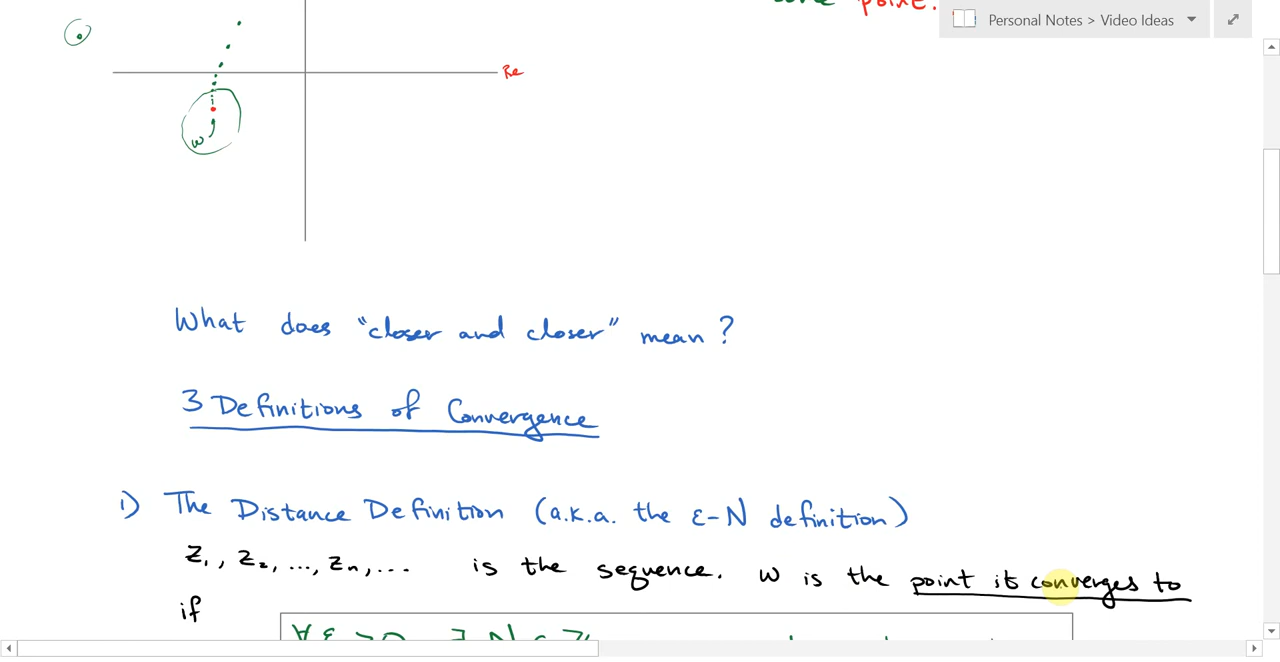 point.
Personal Notes > Video Ideas
Re
w
What does "closer and closer" mean?
3 Definitions of Convergence
1) The Distance Definition (a.k.a. the ε-N definition)
z₁, z₂, ..., zₙ, ... is the sequence. w is the point it converges to
if